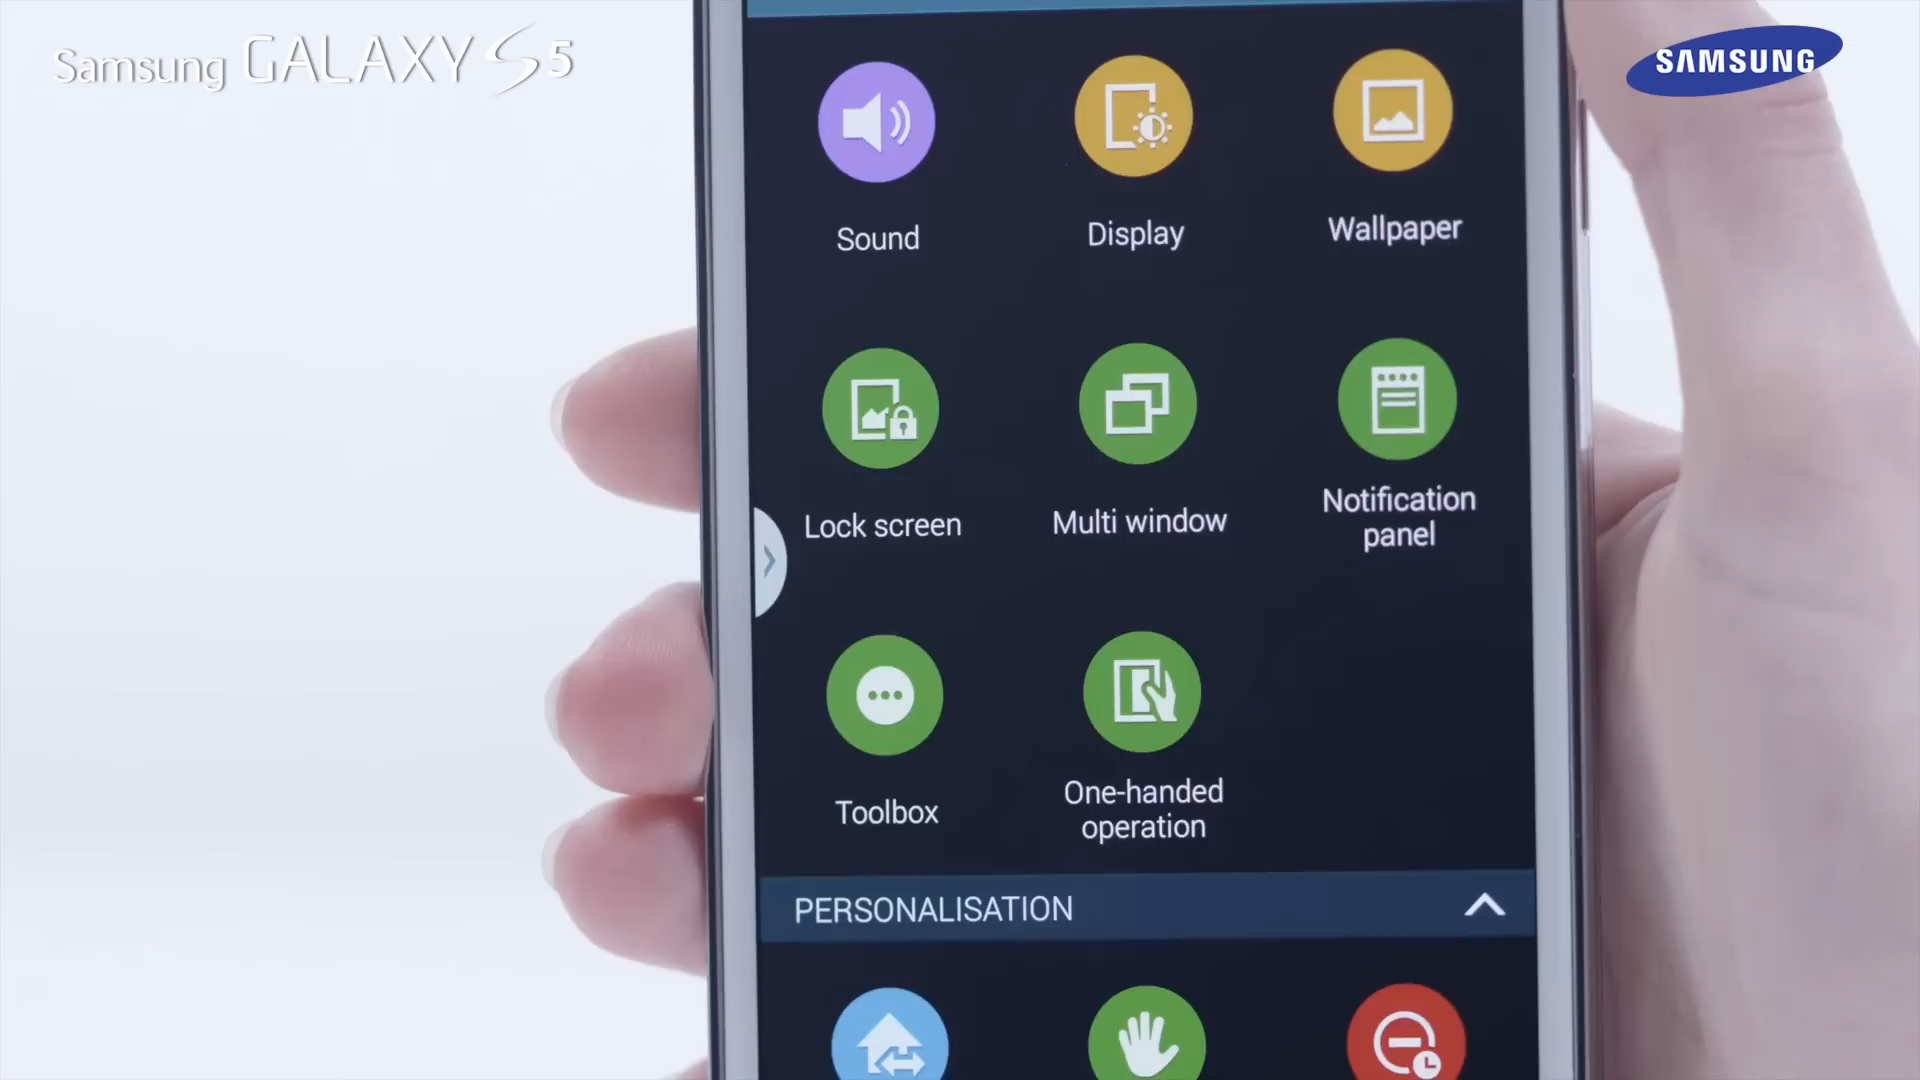 Samsung GALAXY S5
SAMSUNG
Sound
Display
Wallpaper
Lock screen
Multi window
Notification
panel
Toolbox
One-handed
operation
PERSONALISATION